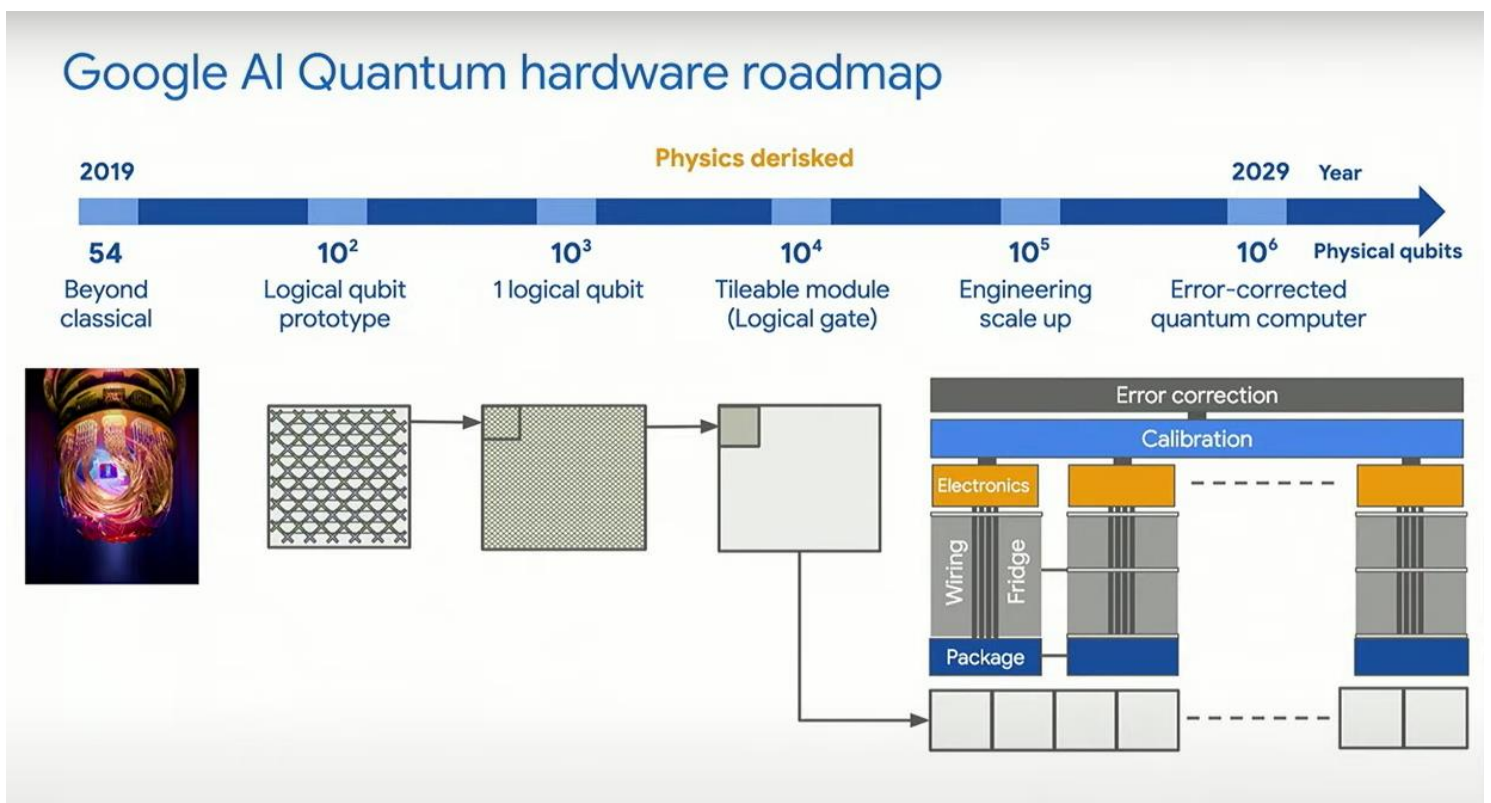 Google AI Quantum hardware roadmap
Physics derisked
2019
2029 Year
54
10²
10³
10⁴
10⁵
10⁶
Physical qubits
Beyond
classical
Logical qubit
prototype
1 logical qubit
Tileable module
(Logical gate)
Engineering
scale up
Error-corrected
quantum computer
Error correction
Calibration
Electronics
Wiring
Fridge
Package